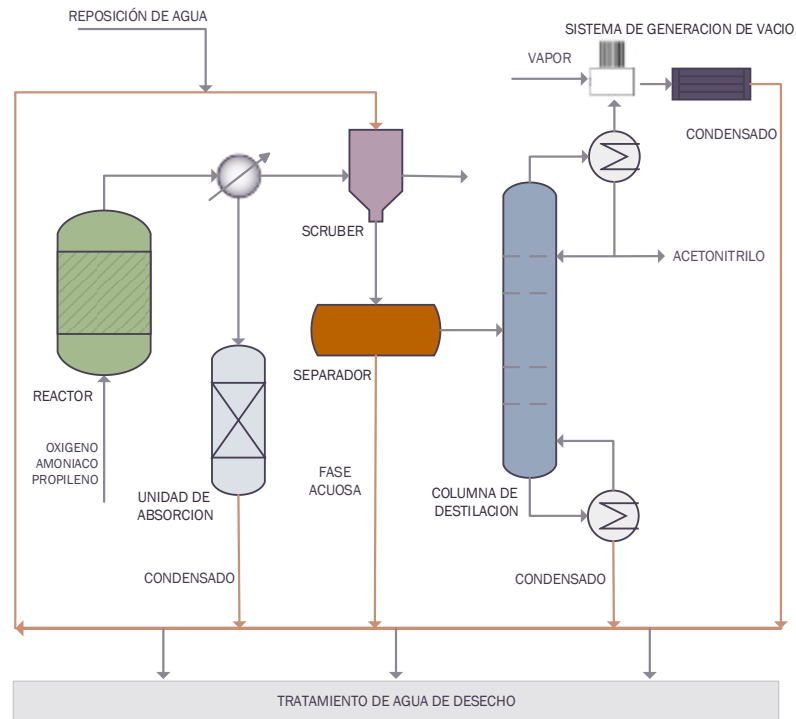 REPOSICIÓN DE AGUA
SISTEMA DE GENERACION DE VACIO
VAPOR
CONDENSADO
SCRUBER
ACETONITRILO
SEPARADOR
REACTOR
OXIGENO
AMONIACO
PROPILENO
UNIDAD DE
ABSORCION
FASE
ACUOSA
COLUMNA DE
DESTILACION
CONDENSADO
CONDENSADO
TRATAMIENTO DE AGUA DE DESECHO